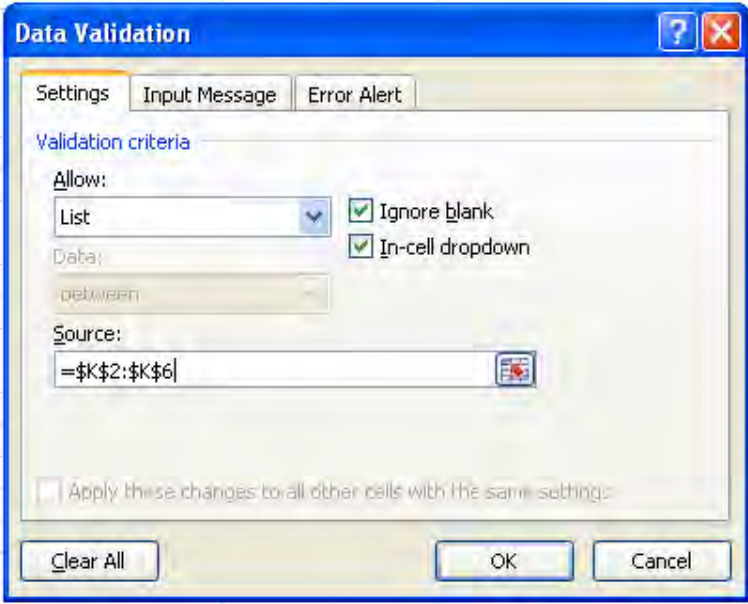 Data Validation
Settings Input Message Error Alert
Validation criteria
Allow:
List
Ignore blank
In-cell dropdown
Data:
between
Source:
=$K$2:$K$6
Apply these changes to all other cells with the same settings
Clear All OK Cancel